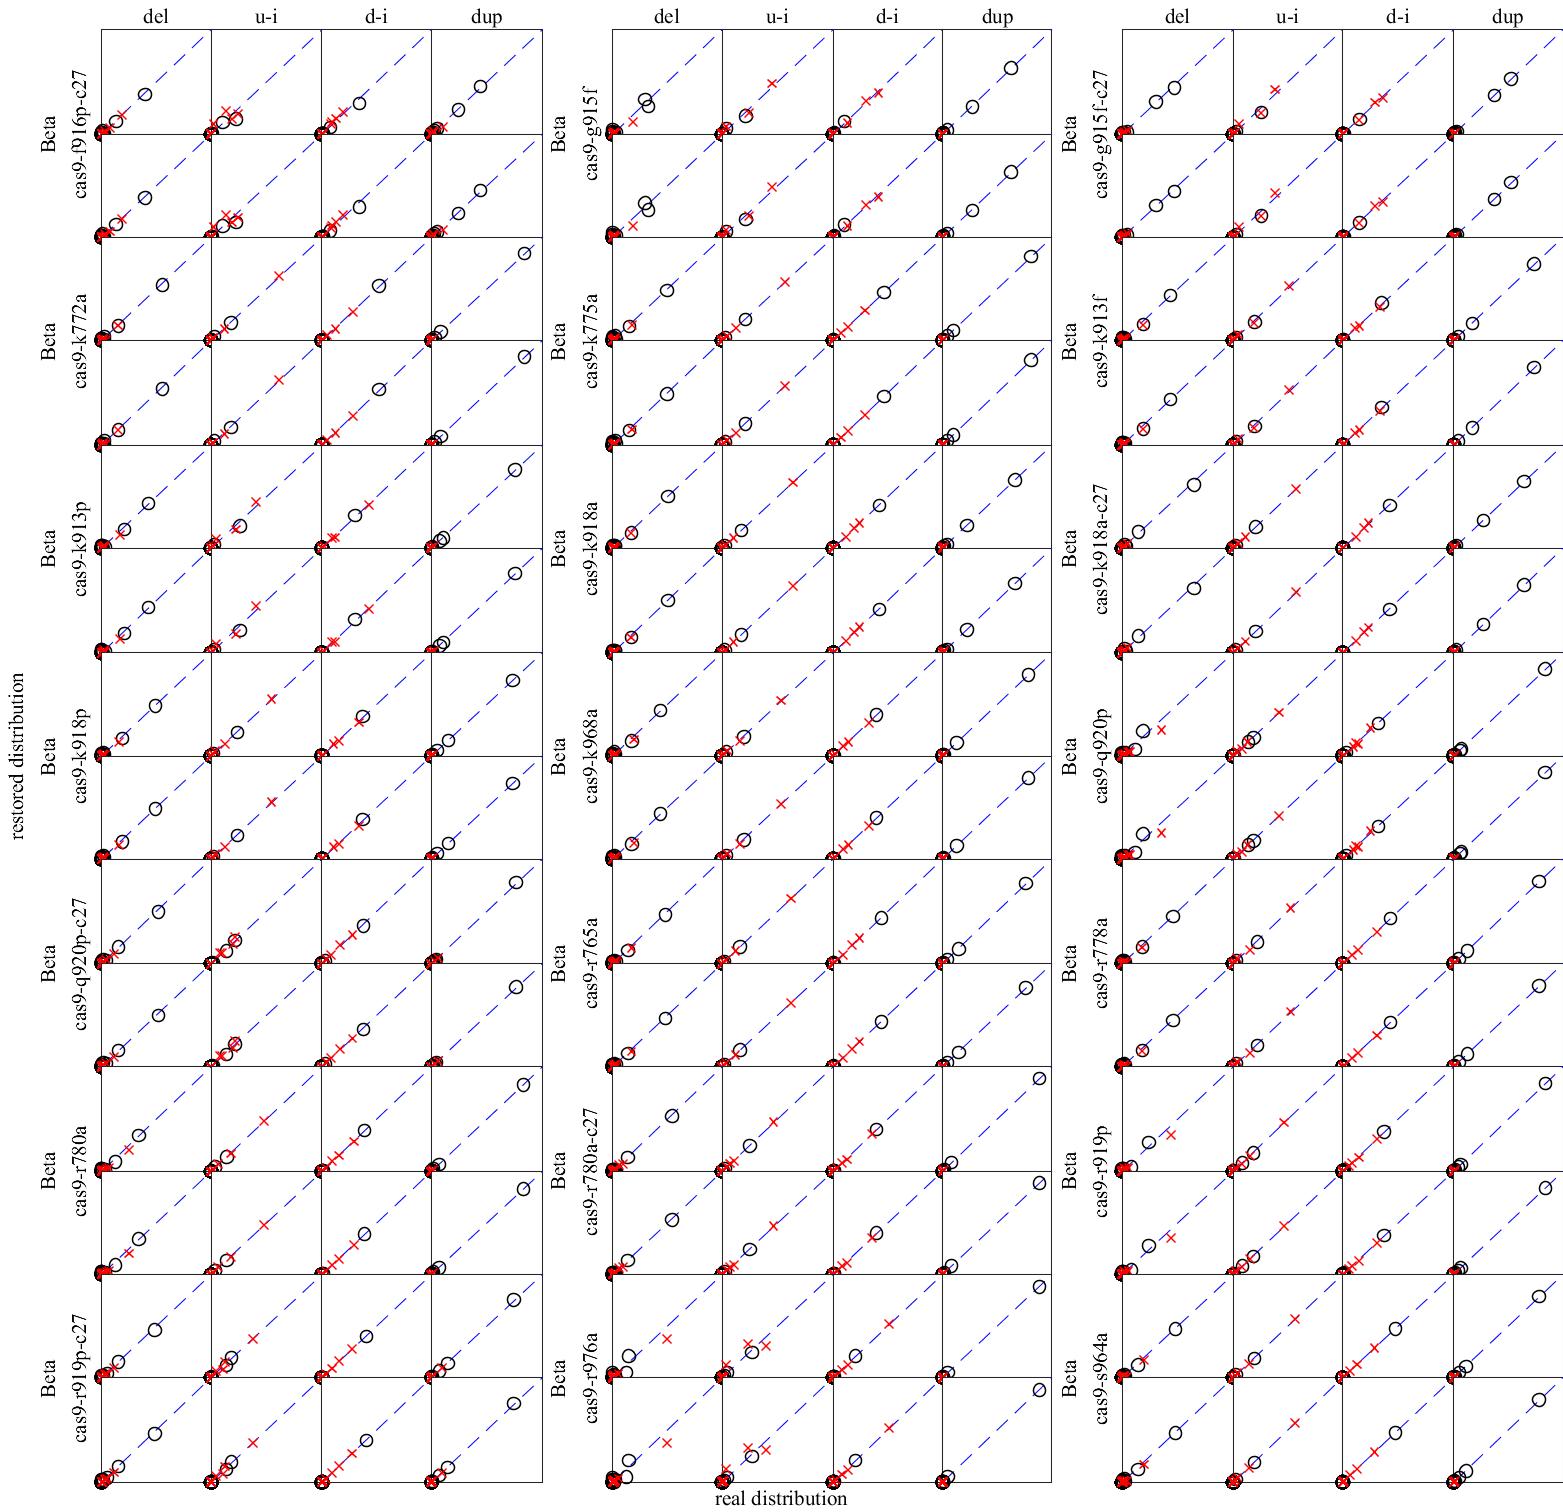 del u-i d-i dup del u-i d-i dup del u-i d-i dup
restored distribution
Beta cas9-f916p-c27
Beta cas9-g915f
Beta cas9-g915f-c27
Beta cas9-k772a
Beta cas9-k775a
Beta cas9-k913f
Beta cas9-k913p
Beta cas9-k918a
Beta cas9-k918a-c27
Beta cas9-k918p
Beta cas9-k968a
Beta cas9-q920p
Beta cas9-q920p-c27
Beta cas9-r765a
Beta cas9-r778a
Beta cas9-r780a
Beta cas9-r780a-c27
Beta cas9-r919p
Beta cas9-r919p-c27
Beta cas9-r976a
Beta cas9-s964a
real distribution